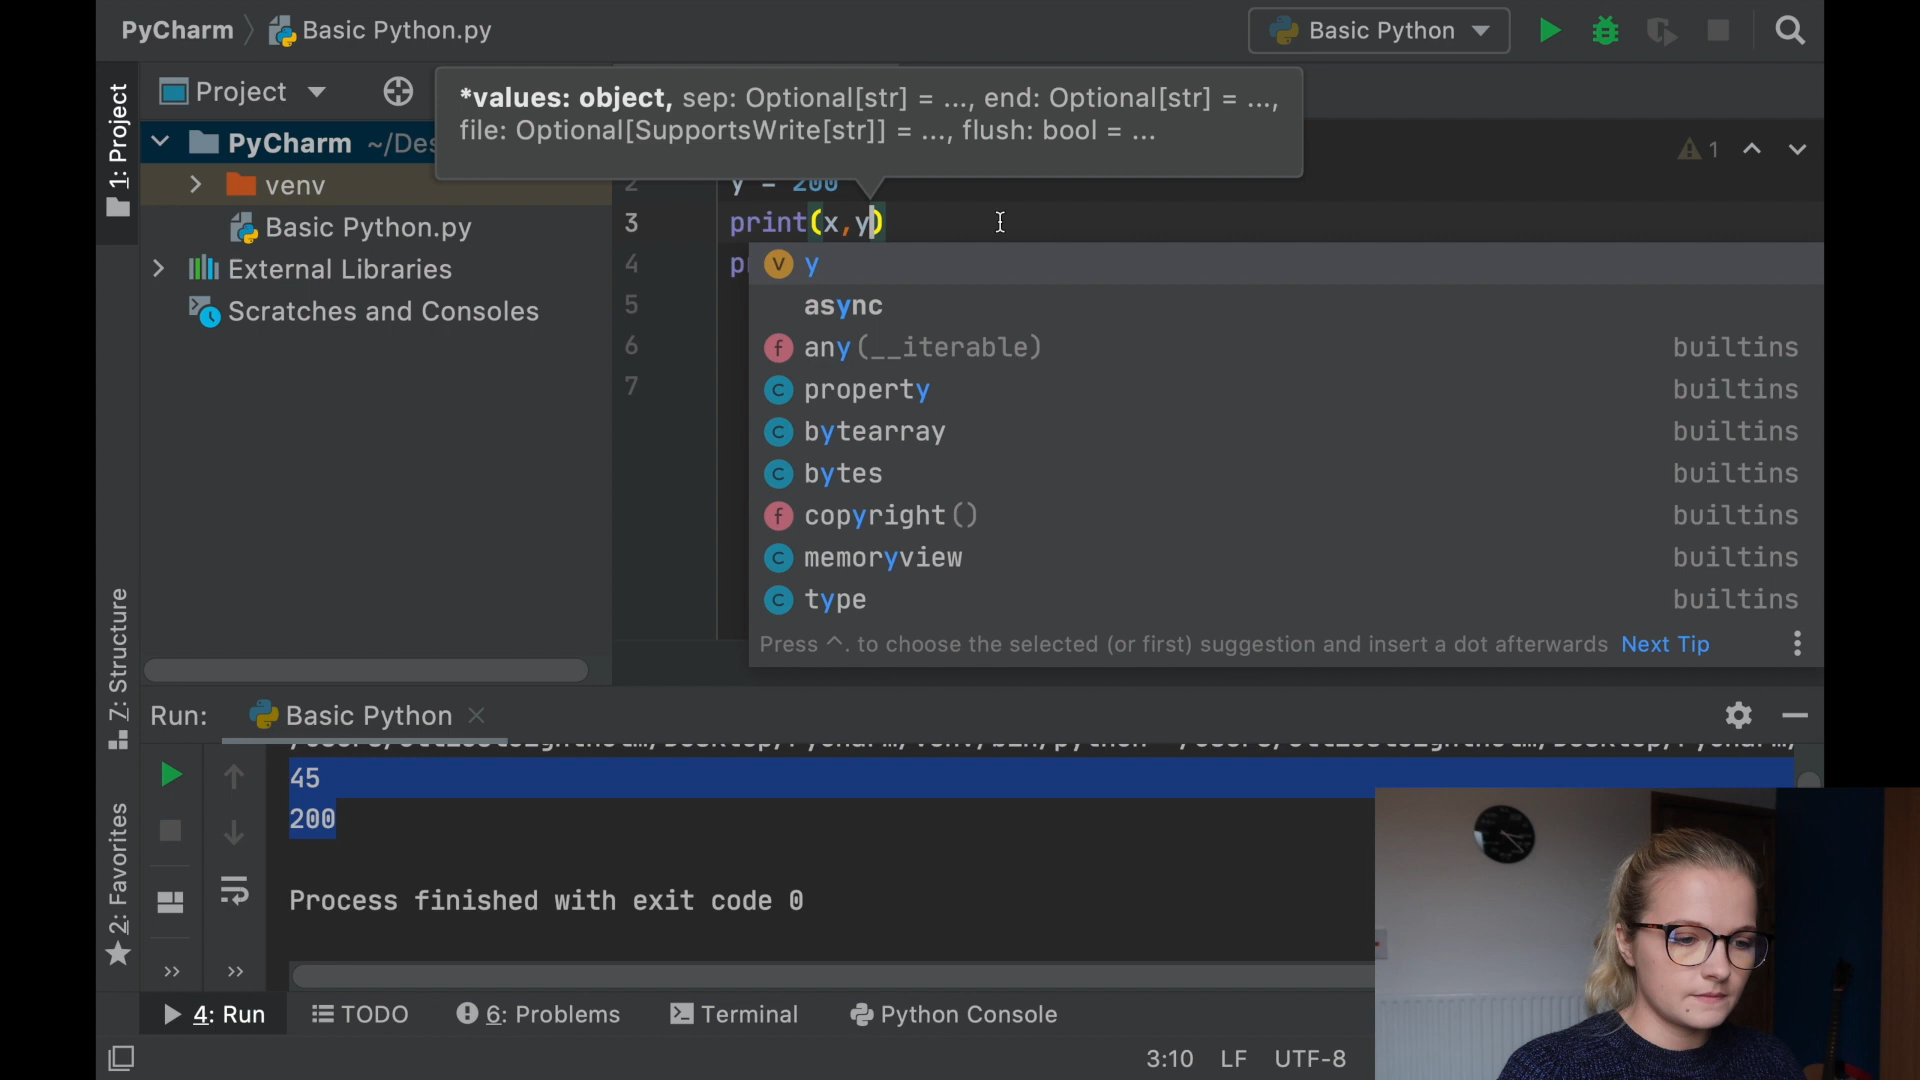 PyCharm Basic Python.py
Basic Python
1: Project
Project
*values: object, sep: Optional[str] = ..., end: Optional[str] = ...,
file: Optional[SupportsWrite[str]] = ..., flush: bool = ...
PyCharm ~/Des
1
venv
2 y = 200
Basic Python.py
3 print(x,y)
External Libraries
4 p
y
Scratches and Consoles
5
async
6
any(__iterable) builtins
7
property builtins
bytearray builtins
bytes builtins
copyright() builtins
memoryview builtins
type builtins
Press ^. to choose the selected (or first) suggestion and insert a dot afterwards Next Tip
Z: Structure
Run: Basic Python
45
200
Process finished with exit code 0
2: Favorites
4: Run TODO 6: Problems Terminal Python Console
3:10 LF UTF-8